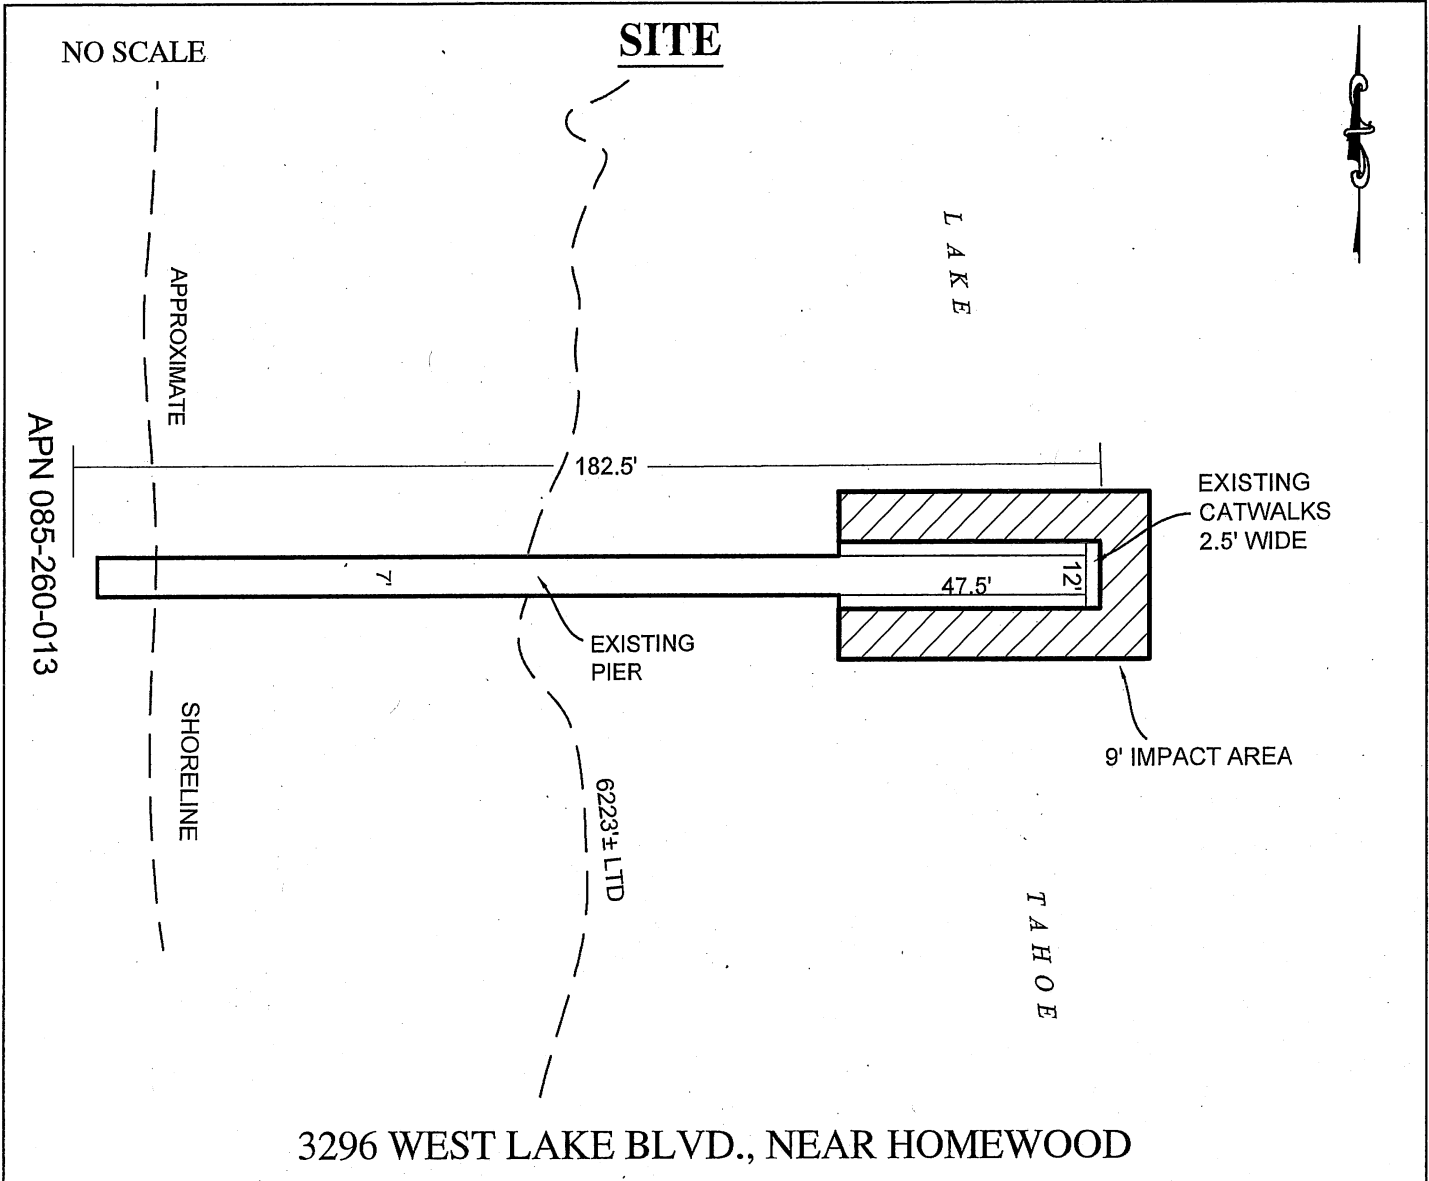 NO SCALE
SITE
LAKE
APPROXIMATE
182.5'
APN 085-260-013
EXISTING
CATWALKS
2.5' WIDE
7'
47.5'
12'
EXISTING
PIER
SHORELINE
9' IMPACT AREA
6223'± LTD
TAHOE
3296 WEST LAKE BLVD., NEAR HOMEWOOD